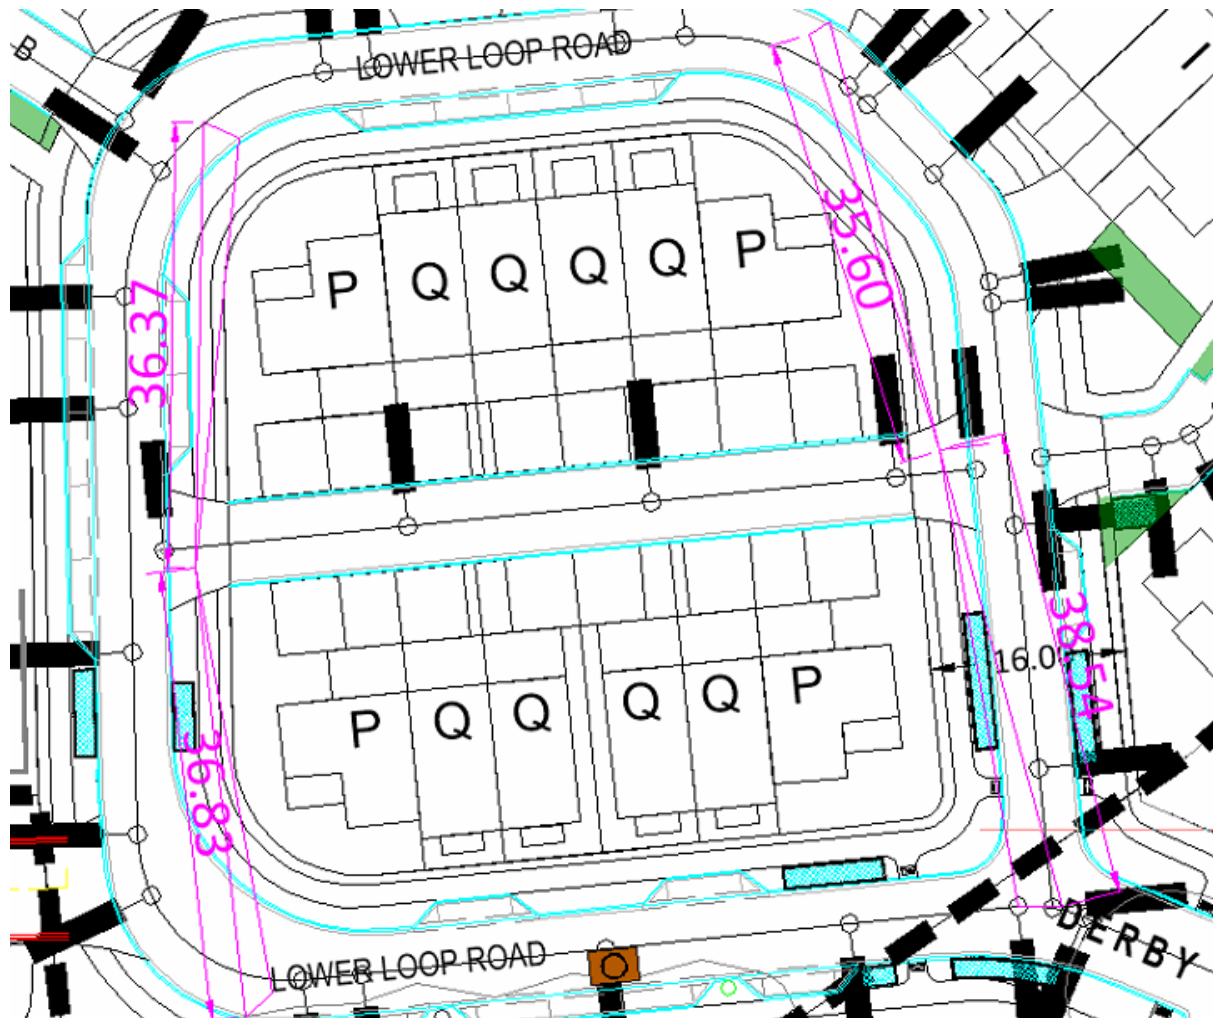 B
LOWER LOOP ROAD
35.60
36.37
P Q Q Q Q P
P Q Q Q Q P
16.0
38.54
36.83
LOWER LOOP ROAD
DERBY